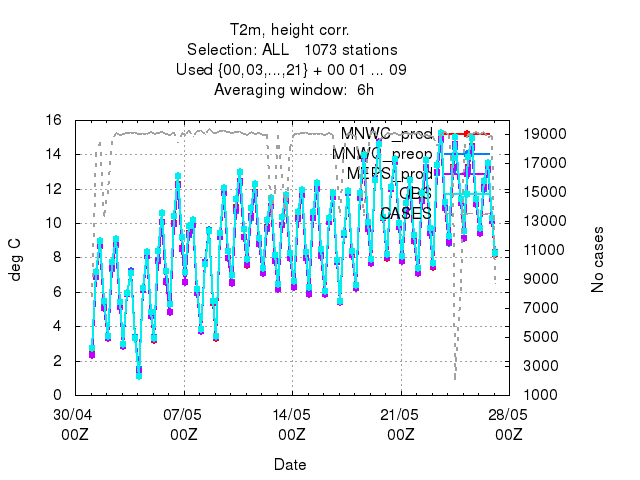 T2m, height corr.
Selection: ALL   1073 stations
Used {00,03,...,21} + 00 01 ... 09
Averaging window:  6h
deg C
16
14
12
10
8
6
4
2
0
MNWC_prod
MNWC_preop
MEPS_prod
OBS
CASES
19000
17000
15000
13000
11000
9000
7000
5000
3000
1000
No cases
30/04 07/05 14/05 21/05 28/05
00Z 00Z 00Z 00Z 00Z
Date